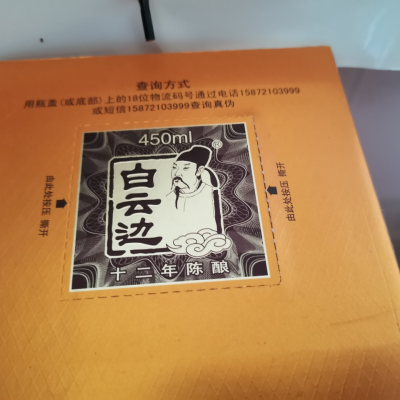 查询方式
用瓶盖(或底部)上的18位物流码号通过电话15872103999
或短信15872103999查询真伪
450ml
®
白云边
十二年陈酿
由此处按压 撕开
由此处按压 撕开